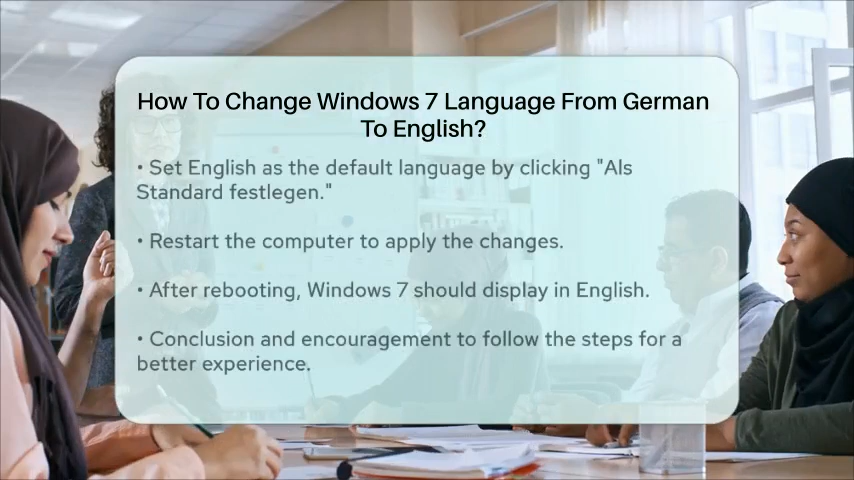 How To Change Windows 7 Language From German
To English?
• Set English as the default language by clicking "Als
Standard festlegen."
• Restart the computer to apply the changes.
• After rebooting, Windows 7 should display in English.
• Conclusion and encouragement to follow the steps for a
better experience.